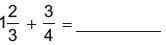 1 2/3 + 3/4 = ________